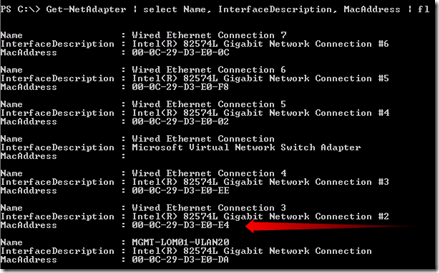 PS C:\> Get-NetAdapter | select Name, InterfaceDescription, MacAddress | fl
Name : Wired Ethernet Connection 7
InterfaceDescription : Intel(R) 82574L Gigabit Network Connection #6
MacAddress : 00-0C-29-D3-E0-0C
Name : Wired Ethernet Connection 6
InterfaceDescription : Intel(R) 82574L Gigabit Network Connection #5
MacAddress : 00-0C-29-D3-E0-F8
Name : Wired Ethernet Connection 5
InterfaceDescription : Intel(R) 82574L Gigabit Network Connection #4
MacAddress : 00-0C-29-D3-E0-02
Name : Wired Ethernet Connection
InterfaceDescription : Microsoft Virtual Network Switch Adapter
MacAddress :
Name : Wired Ethernet Connection 4
InterfaceDescription : Intel(R) 82574L Gigabit Network Connection #3
MacAddress : 00-0C-29-D3-E0-EE
Name : Wired Ethernet Connection 3
InterfaceDescription : Intel(R) 82574L Gigabit Network Connection #2
MacAddress : 00-0C-29-D3-E0-E4
Name : MGMT-LOM01-VLAN20
InterfaceDescription : Intel(R) 82574L Gigabit Network Connection
MacAddress : 00-0C-29-D3-E0-DA